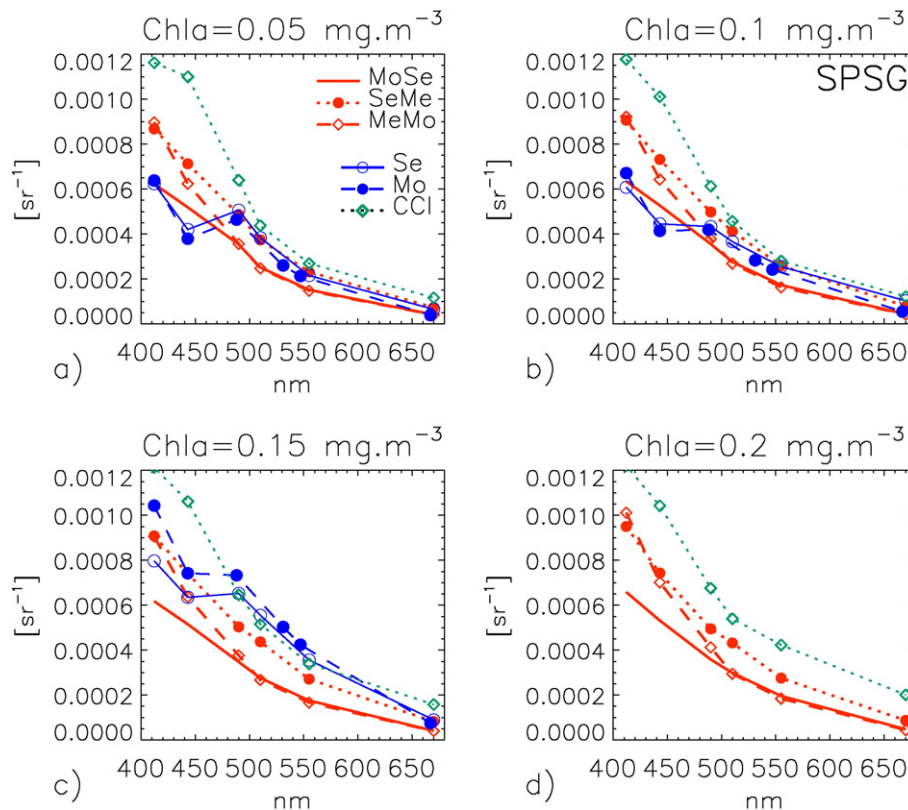 Chla=0.05 mg.m⁻³ Chla=0.1 mg.m⁻³
0.0012 MoSe 0.0012 SPSG
0.0010 SeMe 0.0010
MeMo
0.0008 0.0008
Se
0.0006 Mo 0.0006
CCI
[sr⁻¹] [sr⁻¹]
0.0004 0.0004
0.0002 0.0002
0.0000 0.0000
400 450 500 550 600 650 400 450 500 550 600 650
a) nm b) nm
Chla=0.15 mg.m⁻³ Chla=0.2 mg.m⁻³
0.0012 0.0012
0.0010 0.0010
0.0008 0.0008
0.0006 0.0006
[sr⁻¹] [sr⁻¹]
0.0004 0.0004
0.0002 0.0002
0.0000 0.0000
400 450 500 550 600 650 400 450 500 550 600 650
c) nm d) nm